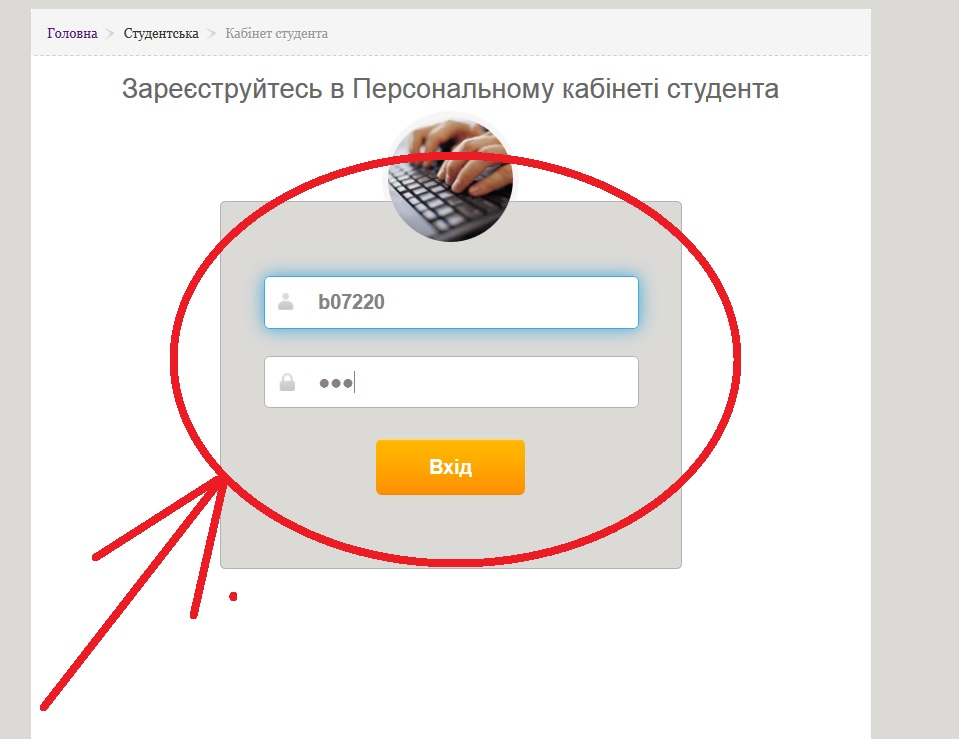 Головна Студентська Кабінет студента
Зареєструйтесь в Персональному кабінеті студента
b07220
●●●
Вхід